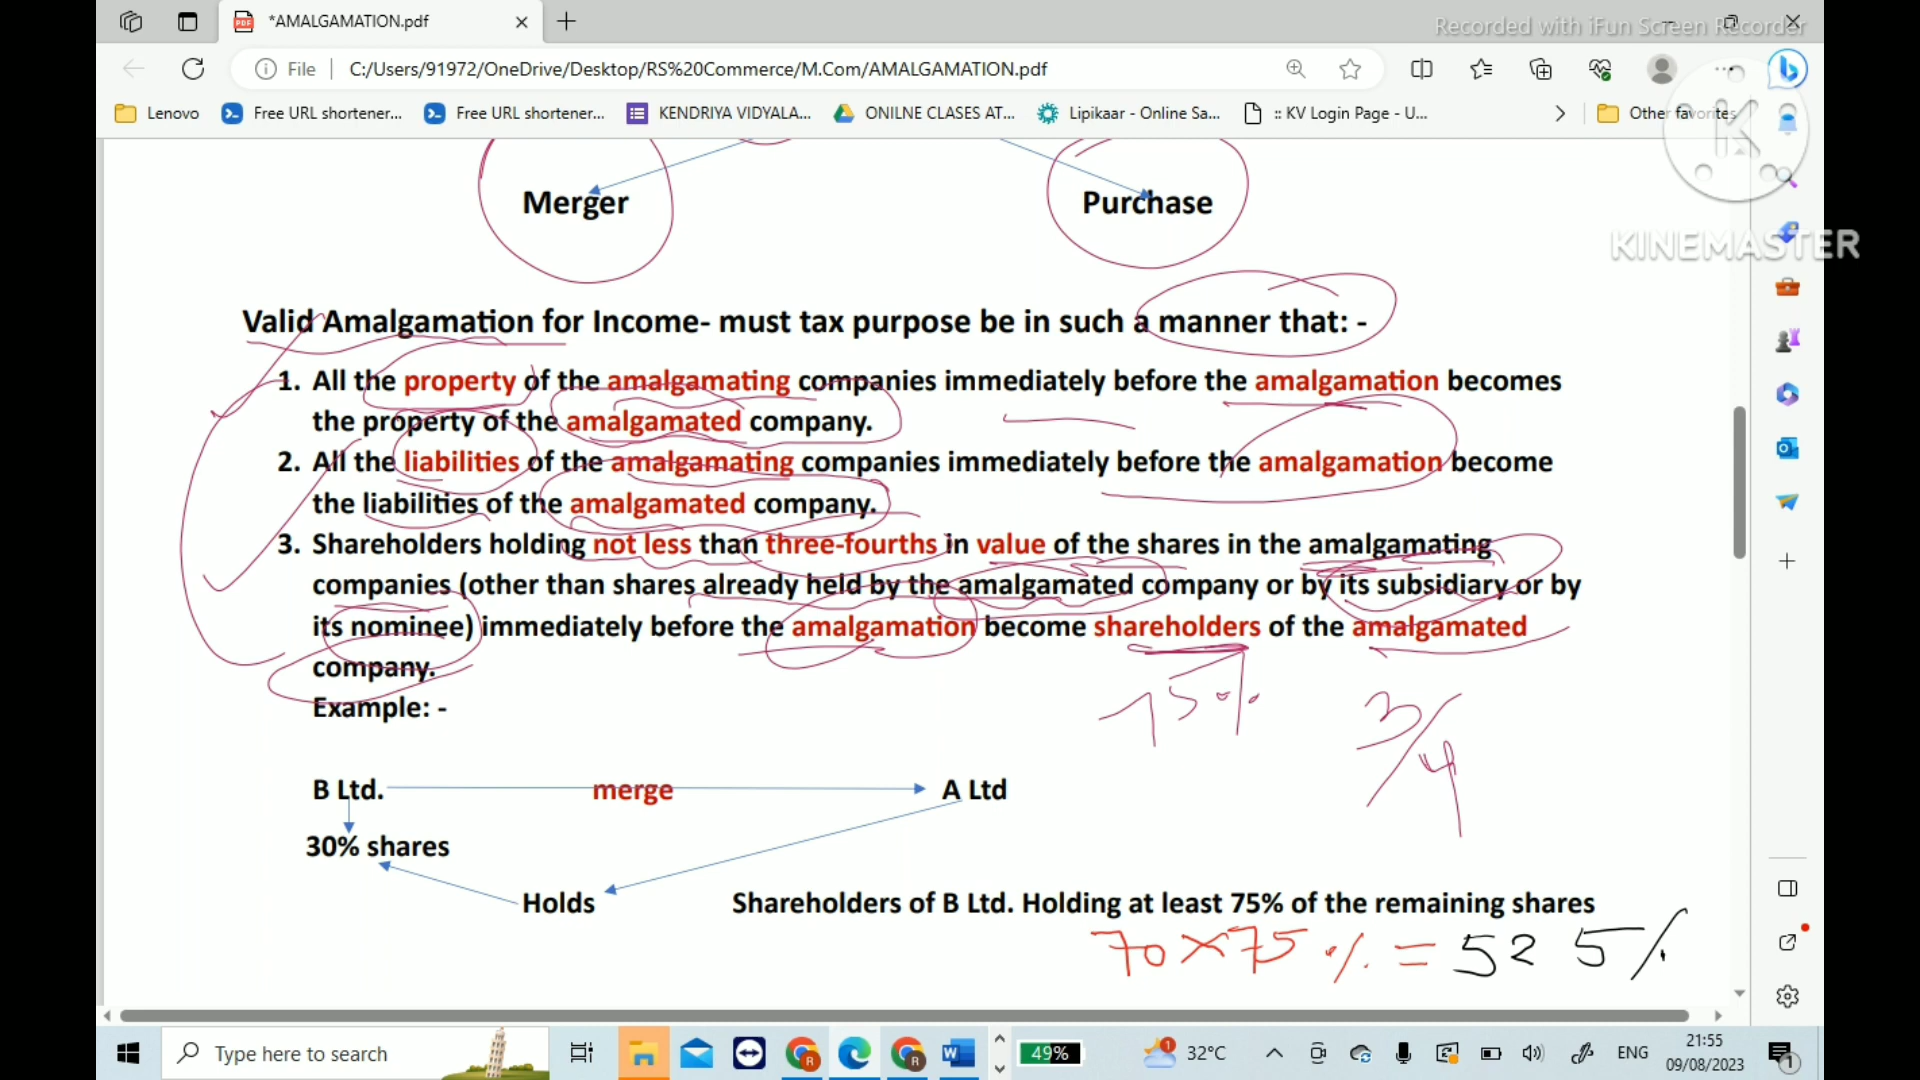 *AMALGAMATION.pdf
Recorded with iFun Screen Recorder
File C:/Users/91972/OneDrive/Desktop/RS%20Commerce/M.Com/AMALGAMATION.pdf
Lenovo Free URL shortener... Free URL shortener... KENDRIYA VIDYALA... ONILNE CLASES AT... Lipikaar - Online Sa... :: KV Login Page - U... Other favorites
KINEMASTER
Merger Purchase
Valid Amalgamation for Income- must tax purpose be in such a manner that: -
1. All the property of the amalgamating companies immediately before the amalgamation becomes
the property of the amalgamated company.
2. All the liabilities of the amalgamating companies immediately before the amalgamation become
the liabilities of the amalgamated company.
3. Shareholders holding not less than three-fourths in value of the shares in the amalgamating
companies (other than shares already held by the amalgamated company or by its subsidiary or by
its nominee) immediately before the amalgamation become shareholders of the amalgamated
company.
75% 3/4
Example: -
B Ltd. merge A Ltd
30% shares
Holds Shareholders of B Ltd. Holding at least 75% of the remaining shares
70 x 75 % = 52 5 %
Type here to search 49% 32°C ENG 21:55
09/08/2023